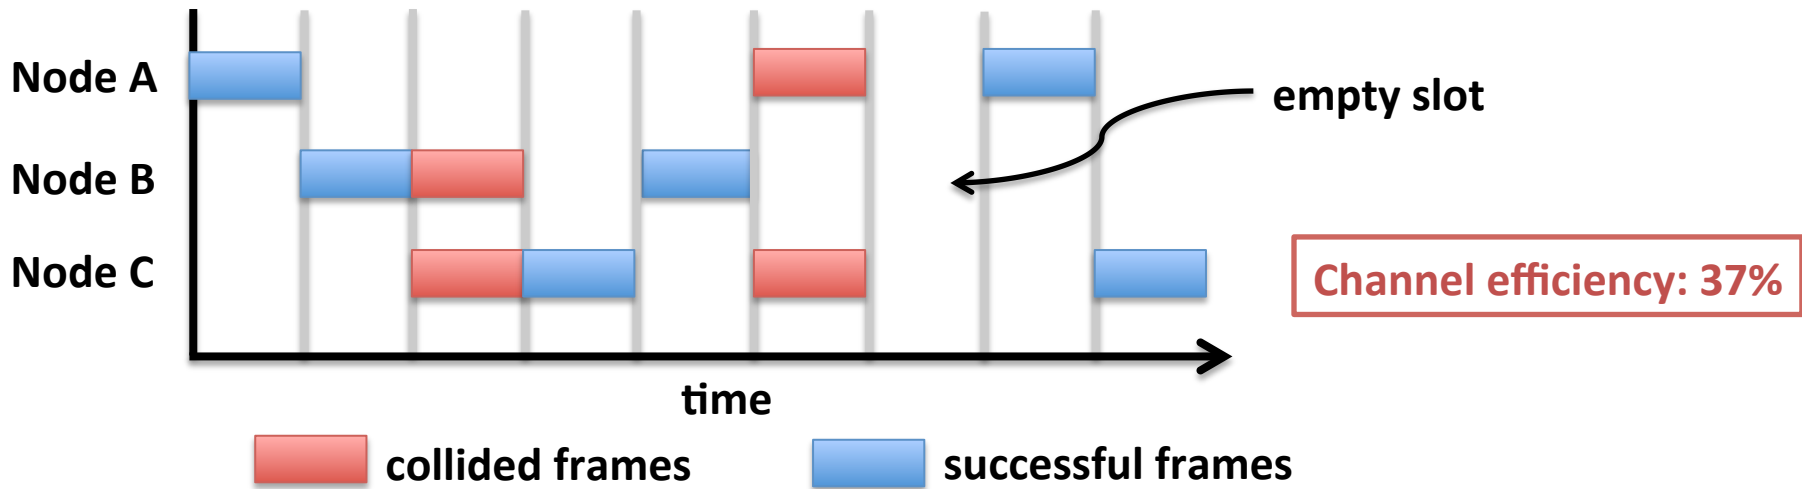 Node A
empty slot
Node B
Node C
Channel efficiency: 37%
time
collided frames
successful frames